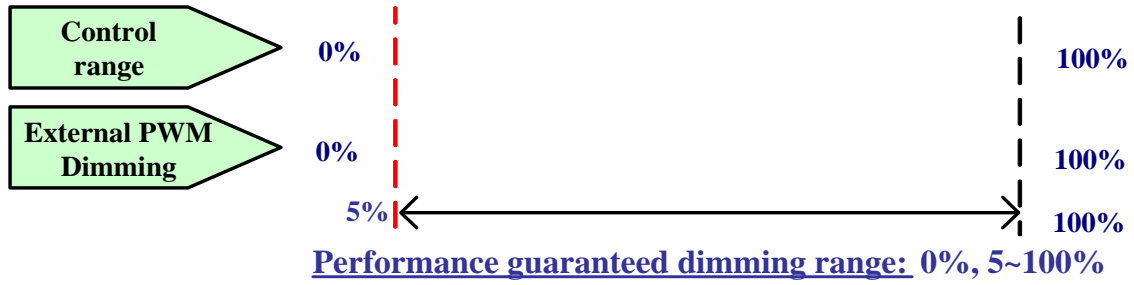 Control
range
0%
100%
External PWM
Dimming
0%
100%
5%
100%
Performance guaranteed dimming range: 0%, 5~100%